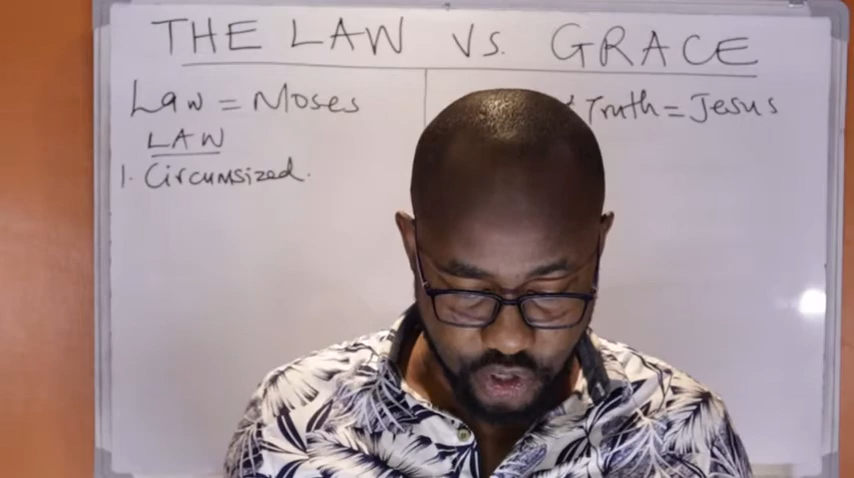 THE LAW VS. GRACE
Law = Moses
Truth = Jesus
LAW
1. Circumsized.